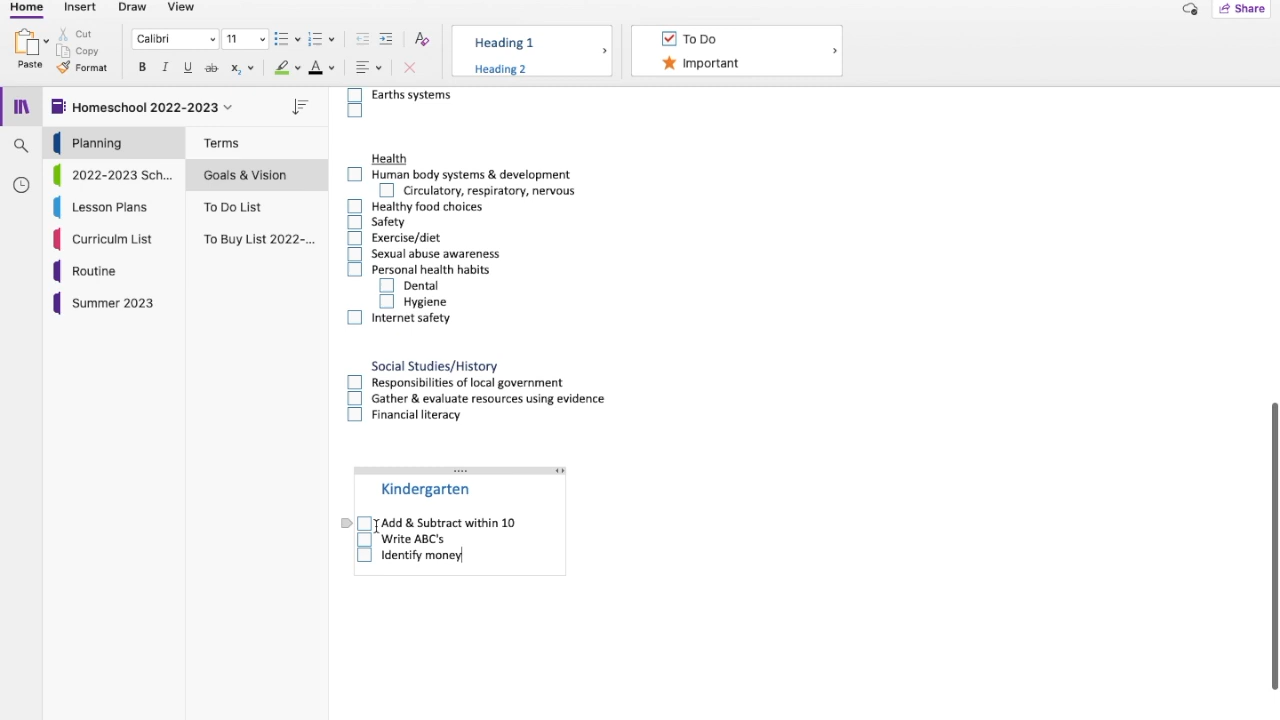 Home Insert Draw View
Share
Paste
Cut
Copy
Format
Calibri 11
Heading 1
Heading 2
To Do
Important
Homeschool 2022-2023
Planning
2022-2023 Sch...
Lesson Plans
Curriculm List
Routine
Summer 2023
Terms
Goals & Vision
To Do List
To Buy List 2022-...
Earths systems
Health
Human body systems & development
Circulatory, respiratory, nervous
Healthy food choices
Safety
Exercise/diet
Sexual abuse awareness
Personal health habits
Dental
Hygiene
Internet safety
Social Studies/History
Responsibilities of local government
Gather & evaluate resources using evidence
Financial literacy
Kindergarten
Add & Subtract within 10
Write ABC's
Identify money